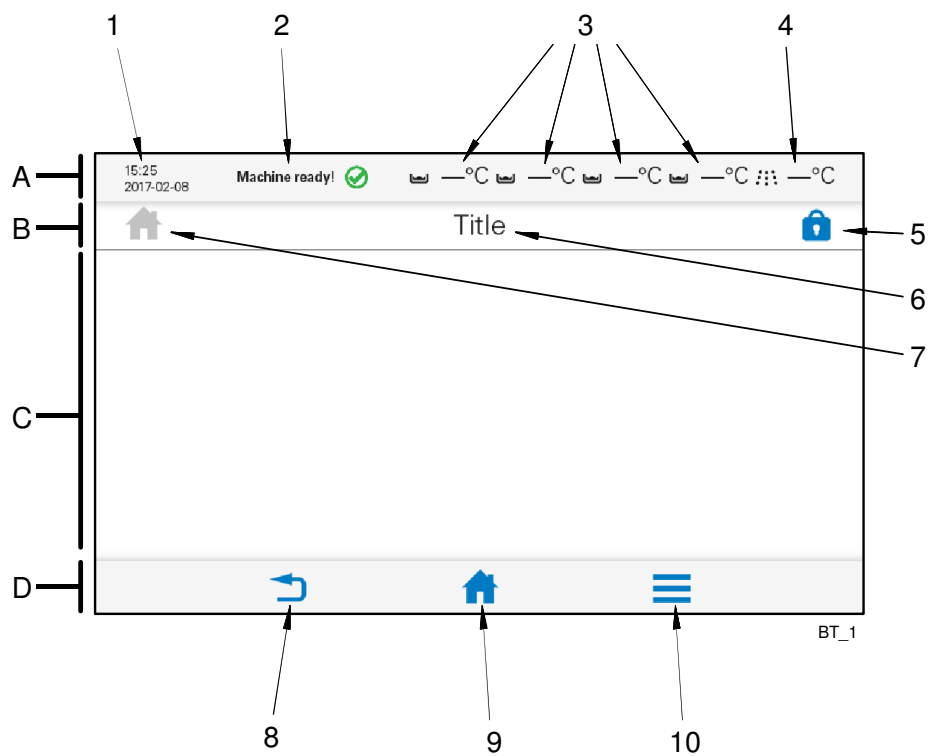 1 2 3 4
A 15:25 Machine ready! —°C —°C —°C —°C —°C
2017-02-08
B Title 5
6
7
C
D
BT_1
8 9 10